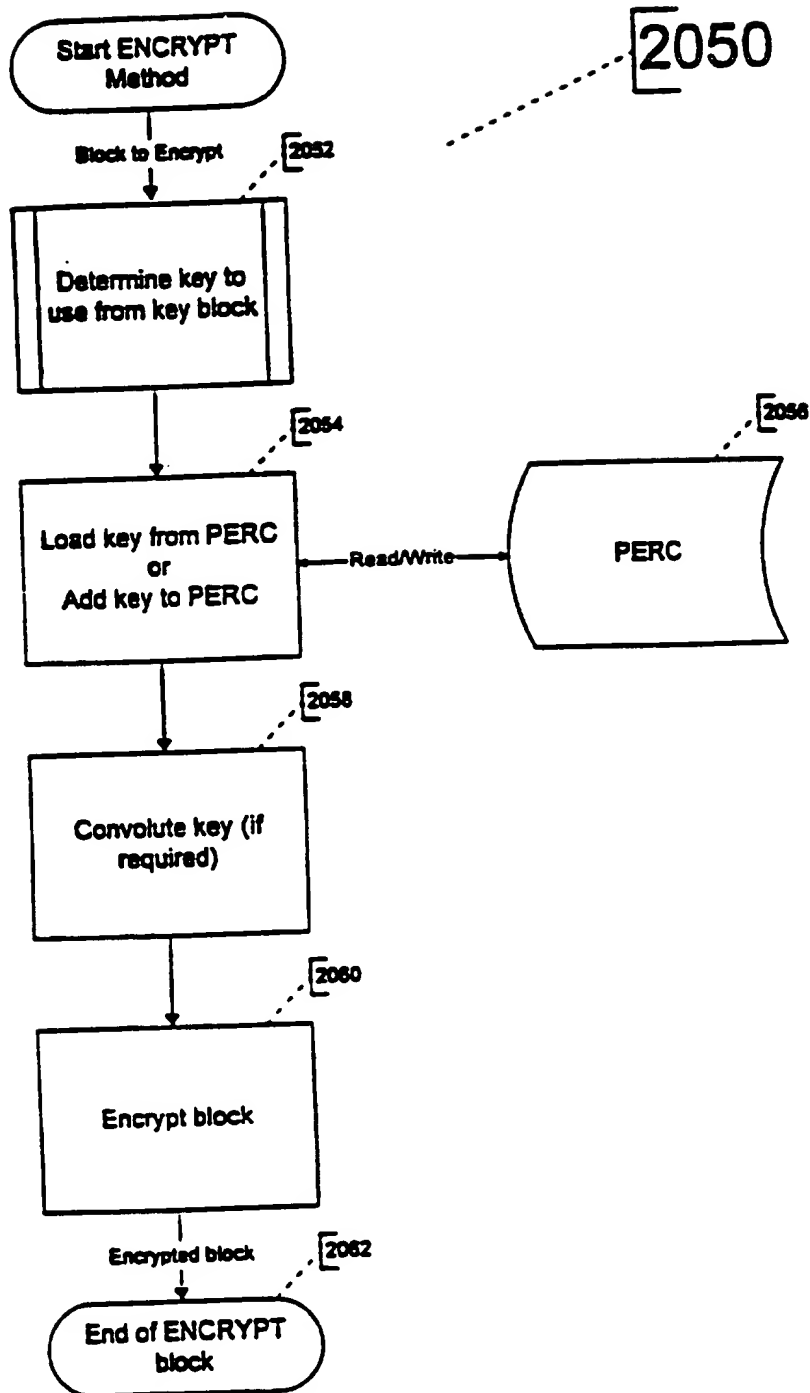 Start ENCRYPT
Method
2050
Block to Encrypt
2052
Determine key to
use from key block
2054
2056
Load key from PERC
or
Add key to PERC
Read/Write
PERC
2058
Convolute key (if
required)
2060
Encrypt block
Encrypted block
2062
End of ENCRYPT
block